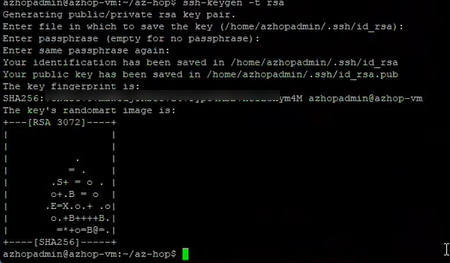 azhopadmin@azhop-vm:~/az-hop$ ssh-keygen -t rsa
Generating public/private rsa key pair.
Enter file in which to save the key (/home/azhopadmin/.ssh/id_rsa):
Enter passphrase (empty for no passphrase):
Enter same passphrase again:
Your identification has been saved in /home/azhopadmin/.ssh/id_rsa
Your public key has been saved in /home/azhopadmin/.ssh/id_rsa.pub
The key fingerprint is:
SHA256: ym4M azhopadmin@azhop-vm
The key's randomart image is:
+---[RSA 3072]----+
|                 |
|                 |
|           .     |
|          = .    |
|       .S+ = o . |
|       o+.B = o  |
|      .E=X.o.+ .o|
|       o.+B++++B.|
|        =*+o=B@=.|
+----[SHA256]-----+
azhopadmin@azhop-vm:~/az-hop$